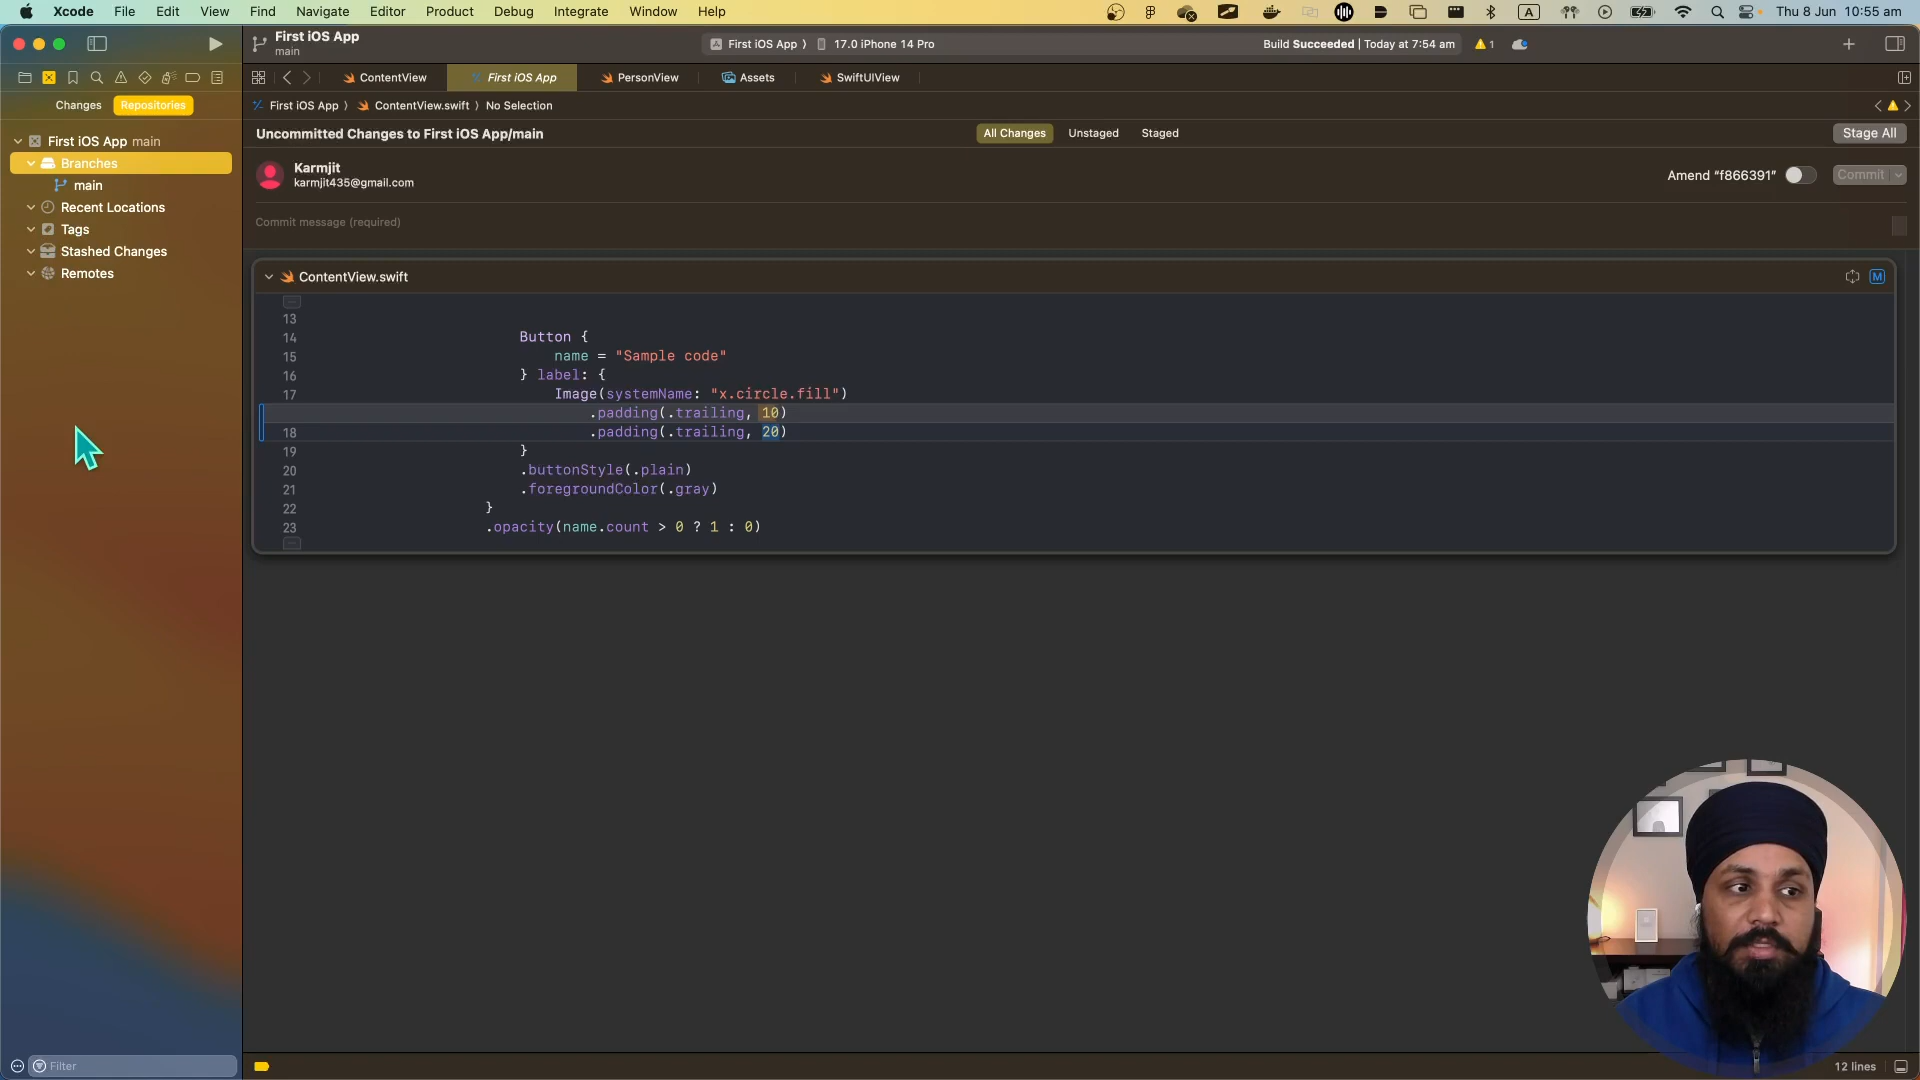 Xcode File Edit View Find Navigate Editor Product Debug Integrate Window Help
A
Thu 8 Jun 10:55 am
First iOS App
main
First iOS App ⟩ 17.0 iPhone 14 Pro
Build Succeeded | Today at 7:54 am
1
ContentView First iOS App PersonView Assets SwiftUIView
Changes Repositories
First iOS App ⟩ ContentView.swift ⟩ No Selection
First iOS App main
Branches
main
Recent Locations
Tags
Stashed Changes
Remotes
Filter
Uncommitted Changes to First iOS App/main
All Changes Unstaged Staged
Stage All
Karmjit
karmjit435@gmail.com
Amend “f866391”
Commit
Commit message (required)
ContentView.swift
M
13
14 Button {
15 name = "Sample code"
16 } label: {
17 Image(systemName: "x.circle.fill")
.padding(.trailing, 10)
18 .padding(.trailing, 20)
19 }
20 .buttonStyle(.plain)
21 .foregroundColor(.gray)
22 }
23 .opacity(name.count > 0 ? 1 : 0)
12 lines